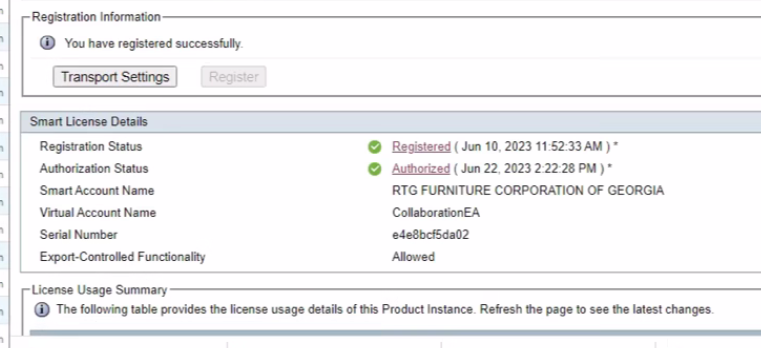 Registration Information
You have registered successfully.
Transport Settings
Register
Smart License Details
Registration Status Registered ( Jun 10, 2023 11:52:33 AM ) *
Authorization Status Authorized ( Jun 22, 2023 2:22:28 PM ) *
Smart Account Name RTG FURNITURE CORPORATION OF GEORGIA
Virtual Account Name CollaborationEA
Serial Number e4e8bcf5da02
Export-Controlled Functionality Allowed
License Usage Summary
The following table provides the license usage details of this Product Instance. Refresh the page to see the latest changes.